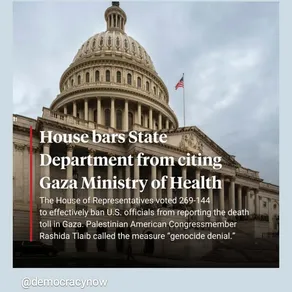 House bars State
Department from citing
Gaza Ministry of Health
The House of Representatives voted 269-144
to effectively ban U.S. officials from reporting the death
toll in Gaza. Palestinian American Congressmember
Rashida Tlaib called the measure “genocide denial.”
@democracynow